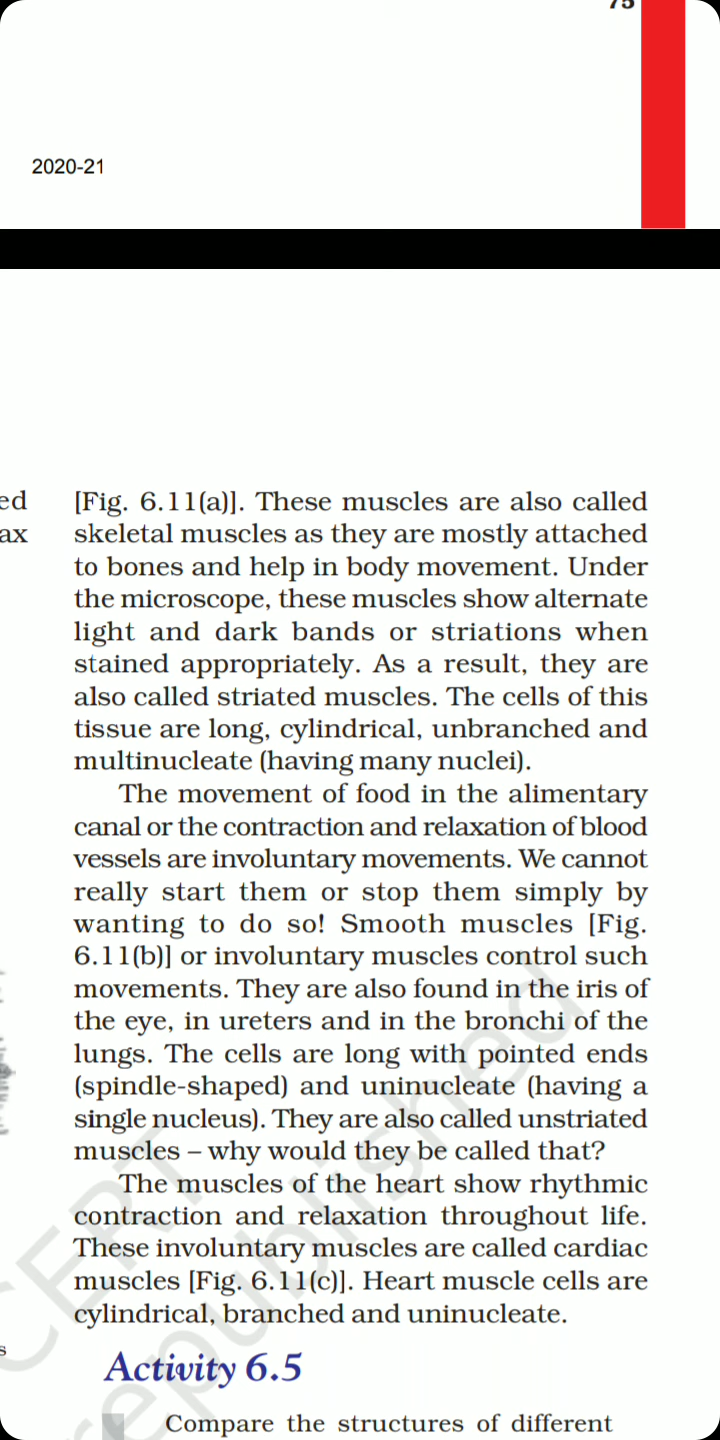 75
2020-21
ed
ax
[Fig. 6.11(a)]. These muscles are also called
skeletal muscles as they are mostly attached
to bones and help in body movement. Under
the microscope, these muscles show alternate
light and dark bands or striations when
stained appropriately. As a result, they are
also called striated muscles. The cells of this
tissue are long, cylindrical, unbranched and
multinucleate (having many nuclei).
The movement of food in the alimentary
canal or the contraction and relaxation of blood
vessels are involuntary movements. We cannot
really start them or stop them simply by
wanting to do so! Smooth muscles [Fig.
6.11(b)] or involuntary muscles control such
movements. They are also found in the iris of
the eye, in ureters and in the bronchi of the
lungs. The cells are long with pointed ends
(spindle-shaped) and uninucleate (having a
single nucleus). They are also called unstriated
muscles – why would they be called that?
The muscles of the heart show rhythmic
contraction and relaxation throughout life.
These involuntary muscles are called cardiac
muscles [Fig. 6.11(c)]. Heart muscle cells are
cylindrical, branched and uninucleate.
s
Activity 6.5
Compare the structures of different
CERT
republished